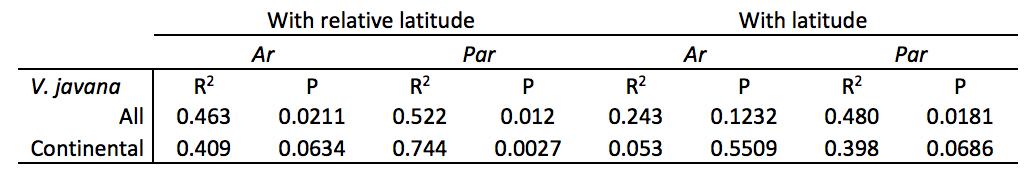 With relative latitude With latitude
Ar Par Ar Par
V. javana R² P R² P R² P R² P
All 0.463 0.0211 0.522 0.012 0.243 0.1232 0.480 0.0181
Continental 0.409 0.0634 0.744 0.0027 0.053 0.5509 0.398 0.0686